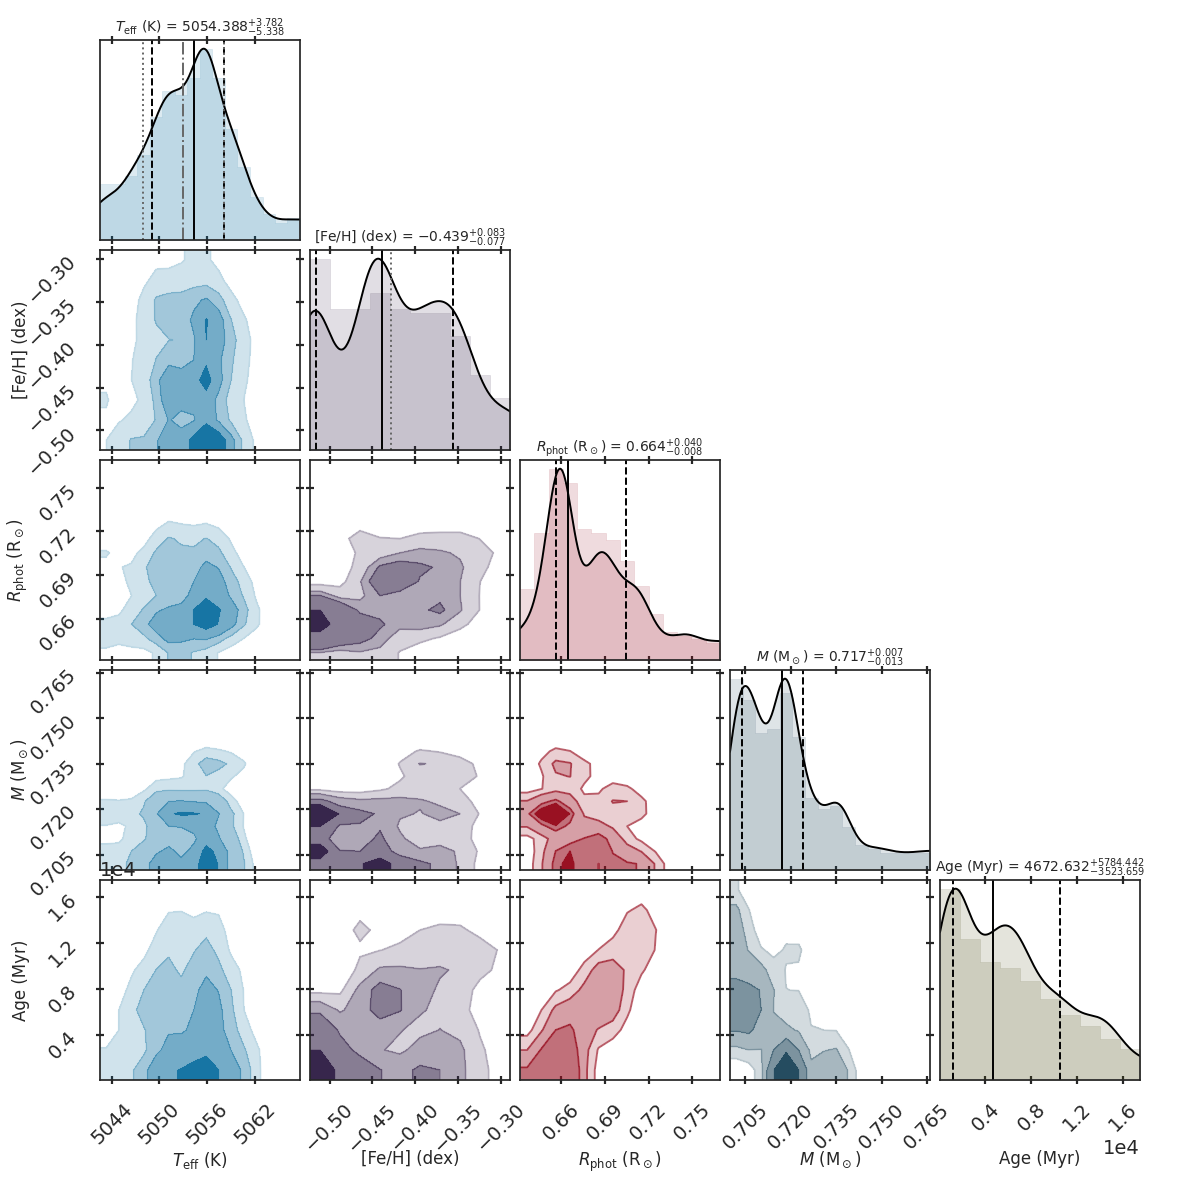 T_eff (K) = 5054.388^{+3.782}_{−5.338}
[Fe/H] (dex)
−0.30
−0.35
−0.40
−0.45
−0.50
[Fe/H] (dex) = −0.439^{+0.083}_{−0.077}
R_phot (R_⊙)
0.75
0.72
0.69
0.66
R_phot (R_⊙) = 0.664^{+0.040}_{−0.008}
M (M_⊙)
0.765
0.750
0.735
0.720
0.705
M (M_⊙) = 0.717^{+0.007}_{−0.013}
1e4
Age (Myr)
1.6
1.2
0.8
0.4
Age (Myr) = 4672.632^{+5784.442}_{−3523.659}
5044 5050 5056 5062
T_eff (K)
−0.50 −0.45 −0.40 −0.35 −0.30
[Fe/H] (dex)
0.66 0.69 0.72 0.75
R_phot (R_⊙)
0.705 0.720 0.735 0.750 0.765
M (M_⊙)
0.4 0.8 1.2 1.6
1e4
Age (Myr)